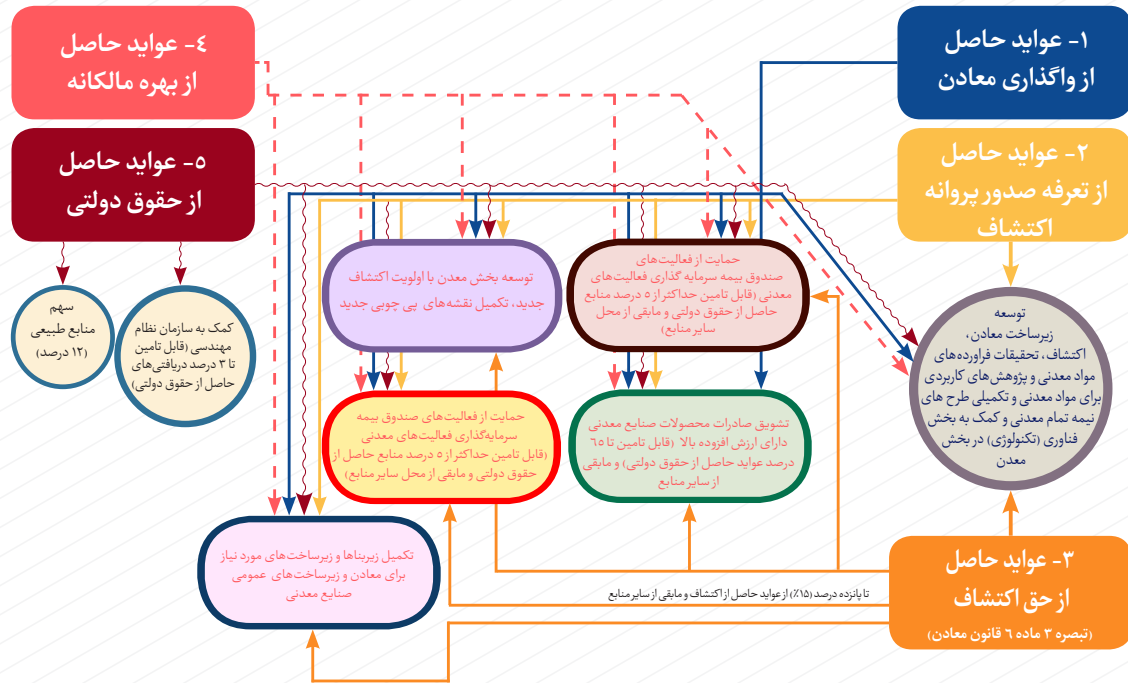 ۱- عواید حاصل
از واگذاری معادن
۲- عواید حاصل
از تعرفه صدور پروانه
اکتشاف
۴- عواید حاصل
از بهره مالکانه
۵- عواید حاصل
از حقوق دولتی
حمایت از فعالیت‌های
صندوق بیمه سرمایه گذاری فعالیت‌های
معدنی (قابل تامین حداکثر از ۵ درصد منابع
حاصل از حقوق دولتی و مابقی از محل
سایر منابع)
توسعه بخش معدن با اولویت اکتشاف
جدید، تکمیل نقشه‌های پی جویی جدید
کمک به سازمان نظام
مهندسی (قابل تامین
تا ۳ درصد دریافتی‌های
حاصل از حقوق دولتی)
سهم
منابع طبیعی
(۱۲ درصد)
توسعه
زیرساخت معادن،
اکتشاف، تحقیقات فراورده‌های
مواد معدنی و پژوهش‌های کاربردی
برای مواد معدنی و تکمیلی طرح های
نیمه تمام معدنی و کمک به بخش
فناوری (تکنولوژی) در بخش
معدن
تشویق صادرات محصولات صنایع معدنی
دارای ارزش افزوده بالا (قابل تامین تا ٦٥
درصد عواید حاصل از حقوق دولتی) و مابقی
از سایر منابع
حمایت از فعالیت‌های صندوق بیمه
سرمایه‌گذاری فعالیت‌های معدنی
(قابل تامین حداکثر از ۵ درصد منابع حاصل از
حقوق دولتی و مابقی از محل سایر منابع)
تکمیل زیربناها و زیرساخت‌های مورد نیاز
برای معادن و زیرساخت‌های عمومی
صنایع معدنی
۳- عواید حاصل
از حق اکتشاف
(تبصره ۳ ماده ٦ قانون معادن)
تا پانزده درصد (۱۵٪) از عواید حاصل از اکتشاف و مابقی از سایر منابع